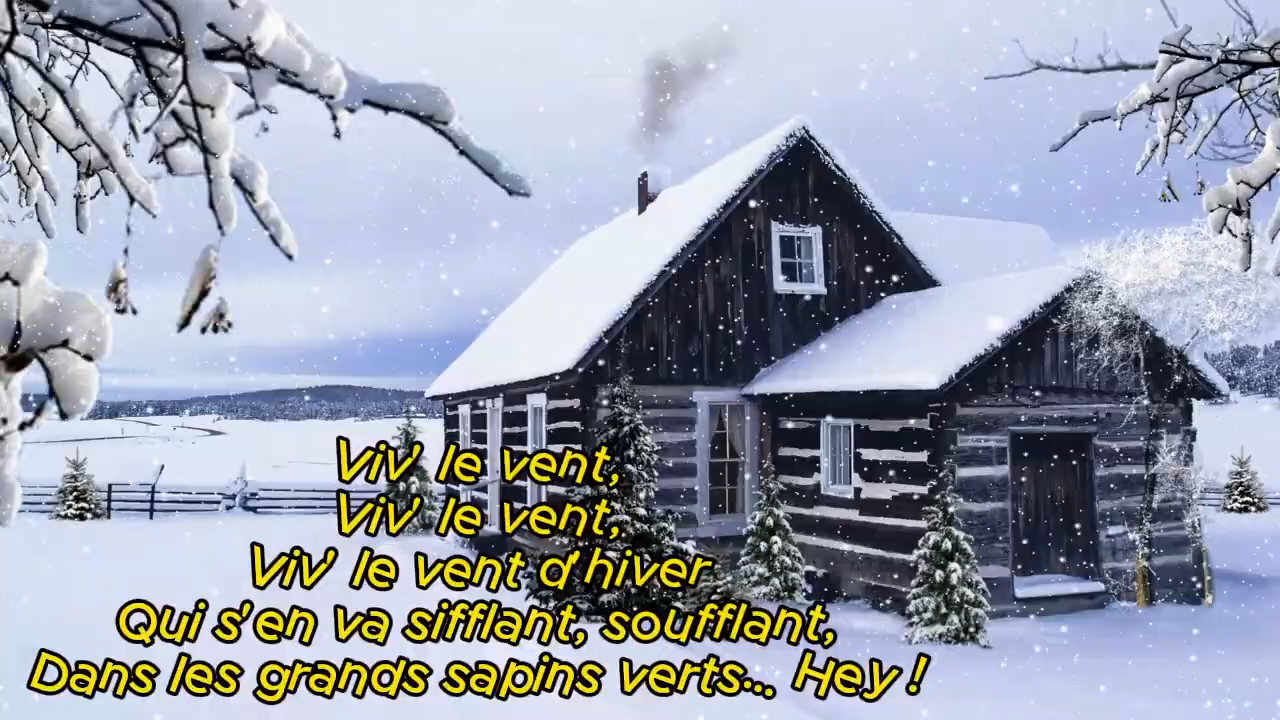 Viv' le vent,
Viv' le vent,
Viv' le vent d'hiver
Qui s'en va sifflant, soufflant,
Dans les grands sapins verts... Hey !